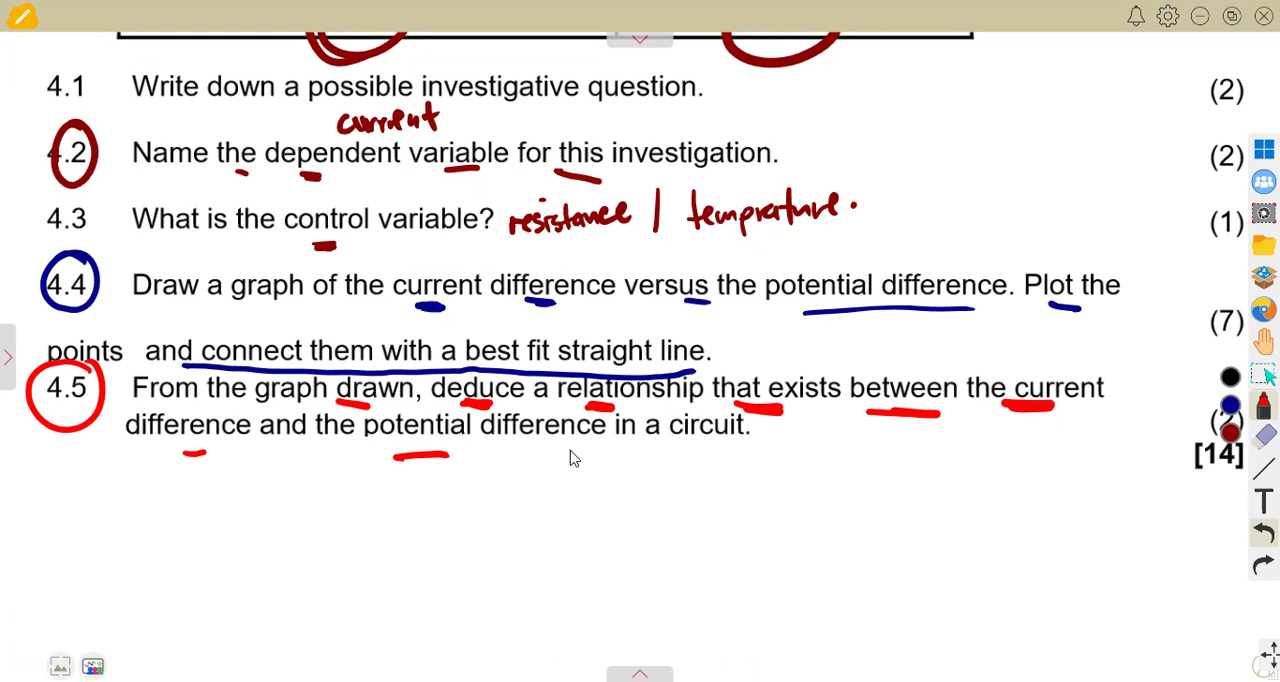 4.1 Write down a possible investigative question. (2)
current
4.2 Name the dependent variable for this investigation. (2)
4.3 What is the control variable? resistance / temprature. (1)
4.4 Draw a graph of the current difference versus the potential difference. Plot the
(7)
points and connect them with a best fit straight line.
4.5 From the graph drawn, deduce a relationship that exists between the current
difference and the potential difference in a circuit. (2)
[14]
T